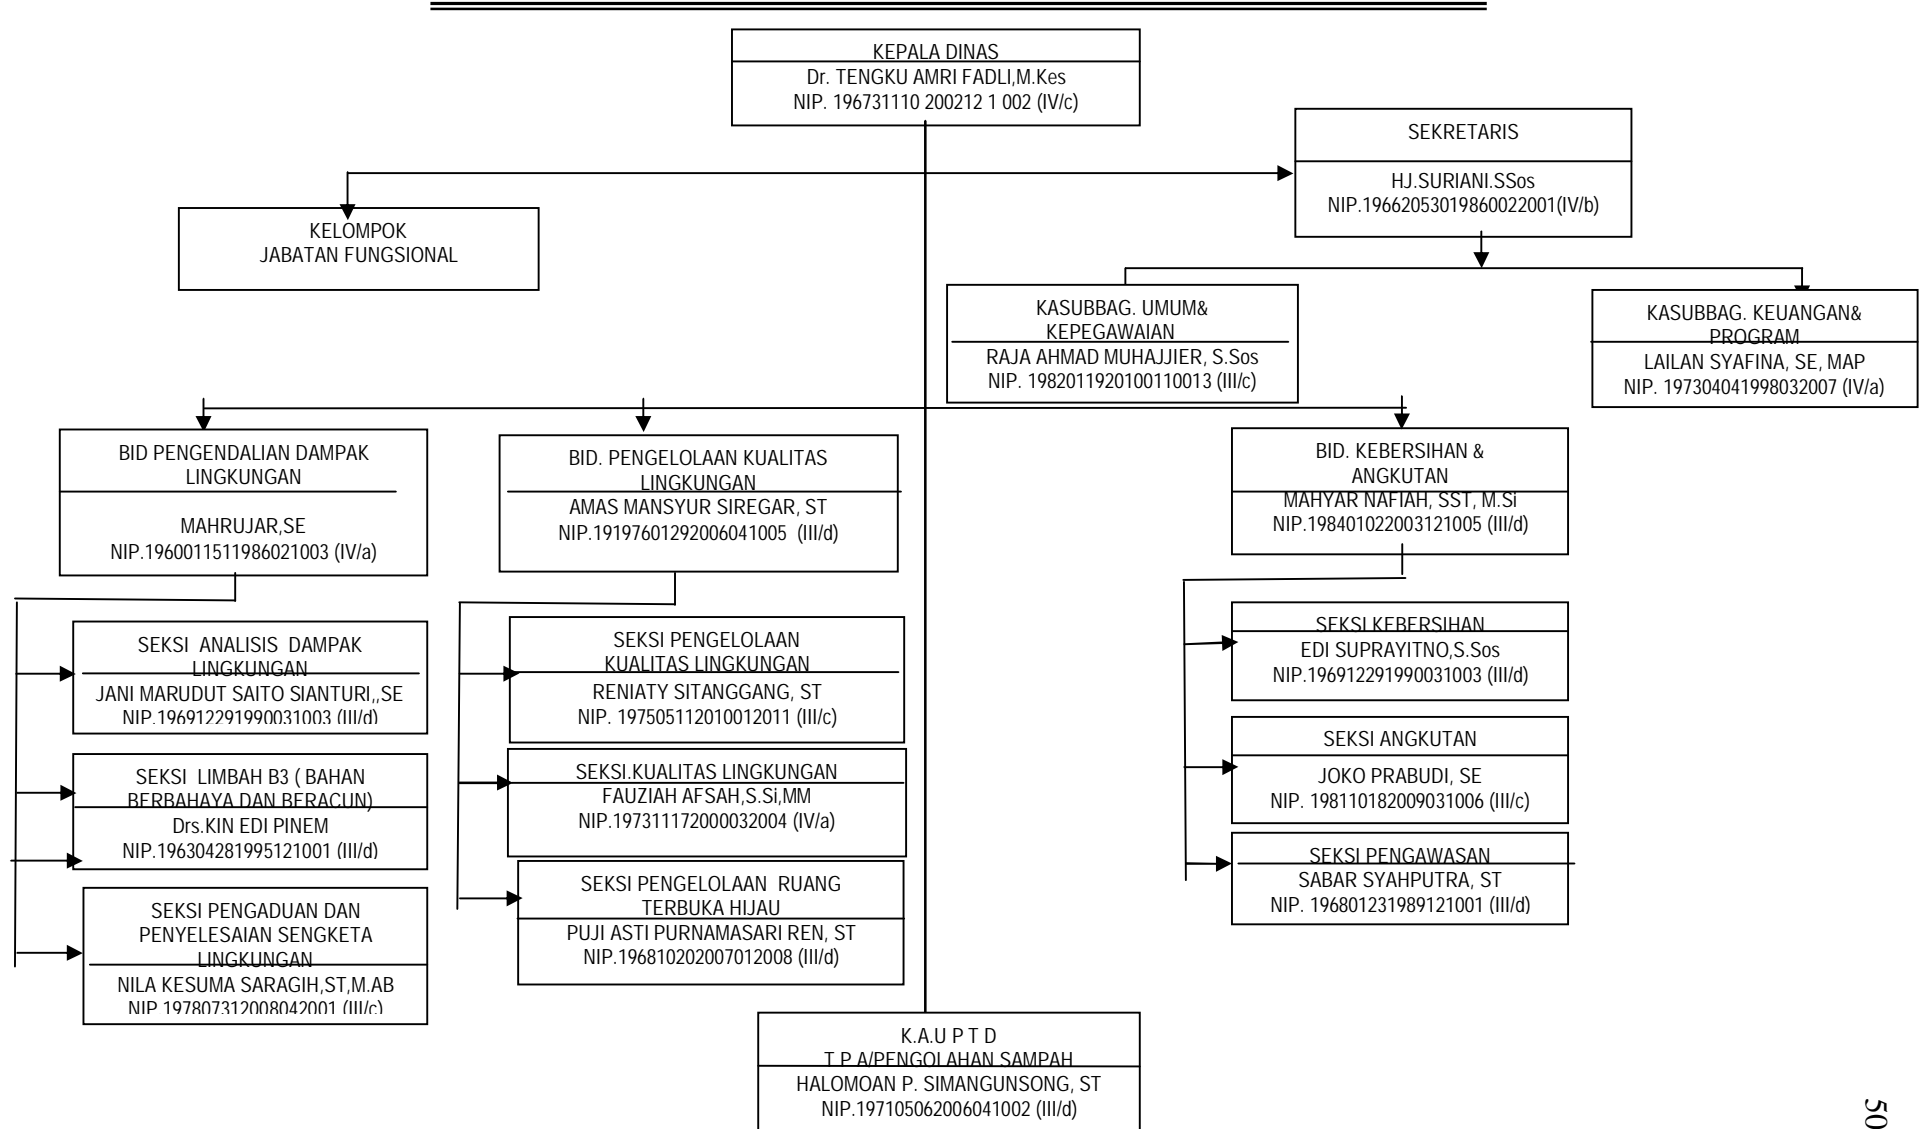 KEPALA DINAS
Dr. TENGKU AMRI FADLI,M.Kes
NIP. 196731110 200212 1 002 (IV/c)
SEKRETARIS
HJ.SURIANI.SSos
NIP.19662053019860022001(IV/b)
KELOMPOK
JABATAN FUNGSIONAL
KASUBBAG. UMUM&
KEPEGAWAIAN
RAJA AHMAD MUHAJJIER, S.Sos
NIP. 1982011920100110013 (III/c)
KASUBBAG. KEUANGAN&
PROGRAM
LAILAN SYAFINA, SE, MAP
NIP. 197304041998032007 (IV/a)
BID PENGENDALIAN DAMPAK
LINGKUNGAN
MAHRUJAR,SE
NIP.1960011511986021003 (IV/a)
BID. PENGELOLAAN KUALITAS
LINGKUNGAN
AMAS MANSYUR SIREGAR, ST
NIP.19197601292006041005 (III/d)
BID. KEBERSIHAN &
ANGKUTAN
MAHYAR NAFIAH, SST, M.Si
NIP.198401022003121005 (III/d)
SEKSI ANALISIS DAMPAK
LINGKUNGAN
JANI MARUDUT SAITO SIANTURI,,SE
NIP.196912291990031003 (III/d)
SEKSI LIMBAH B3 ( BAHAN
BERBAHAYA DAN BERACUN)
Drs.KIN EDI PINEM
NIP.196304281995121001 (III/d)
SEKSI PENGADUAN DAN
PENYELESAIAN SENGKETA
LINGKUNGAN
NILA KESUMA SARAGIH,ST,M.AB
NIP 197807312008042001 (III/c)
SEKSI PENGELOLAAN
KUALITAS LINGKUNGAN
RENIATY SITANGGANG, ST
NIP. 197505112010012011 (III/c)
SEKSI.KUALITAS LINGKUNGAN
FAUZIAH AFSAH,S.Si,MM
NIP.197311172000032004 (IV/a)
SEKSI PENGELOLAAN RUANG
TERBUKA HIJAU
PUJI ASTI PURNAMASARI REN, ST
NIP.196810202007012008 (III/d)
SEKSI KEBERSIHAN
EDI SUPRAYITNO,S.Sos
NIP.196912291990031003 (III/d)
SEKSI ANGKUTAN
JOKO PRABUDI, SE
NIP. 198110182009031006 (III/c)
SEKSI PENGAWASAN
SABAR SYAHPUTRA, ST
NIP. 196801231989121001 (III/d)
K.A.U P T D
T P A/PENGOLAHAN SAMPAH
HALOMOAN P. SIMANGUNSONG, ST
NIP.197105062006041002 (III/d)
50